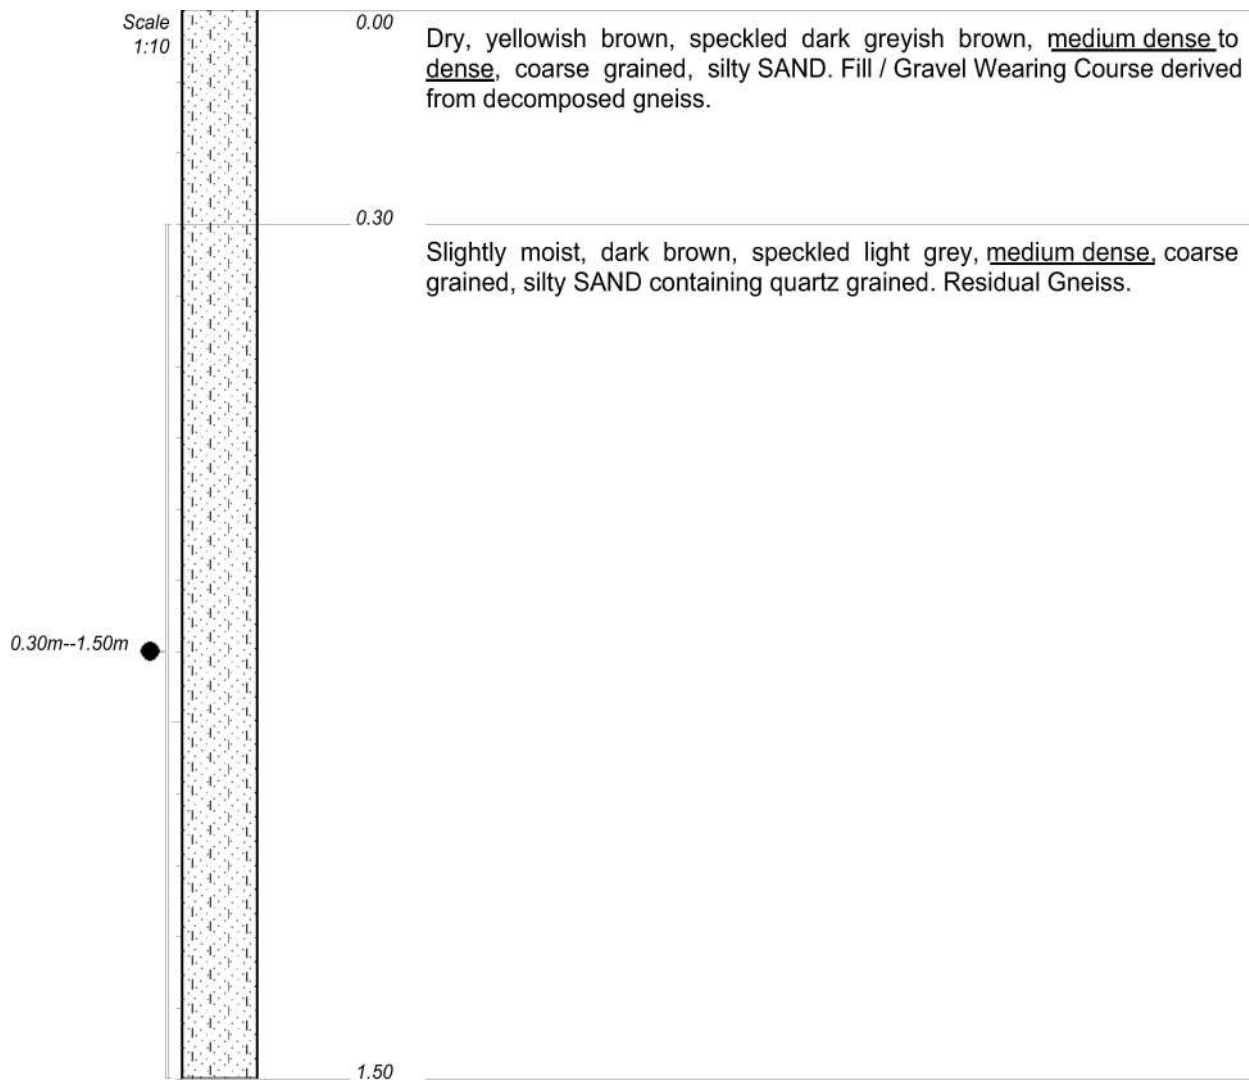 Scale
1:10
0.00
Dry, yellowish brown, speckled dark greyish brown, medium dense to
dense, coarse grained, silty SAND. Fill / Gravel Wearing Course derived
from decomposed gneiss.
0.30
Slightly moist, dark brown, speckled light grey, medium dense, coarse
grained, silty SAND containing quartz grained. Residual Gneiss.
0.30m--1.50m
1.50